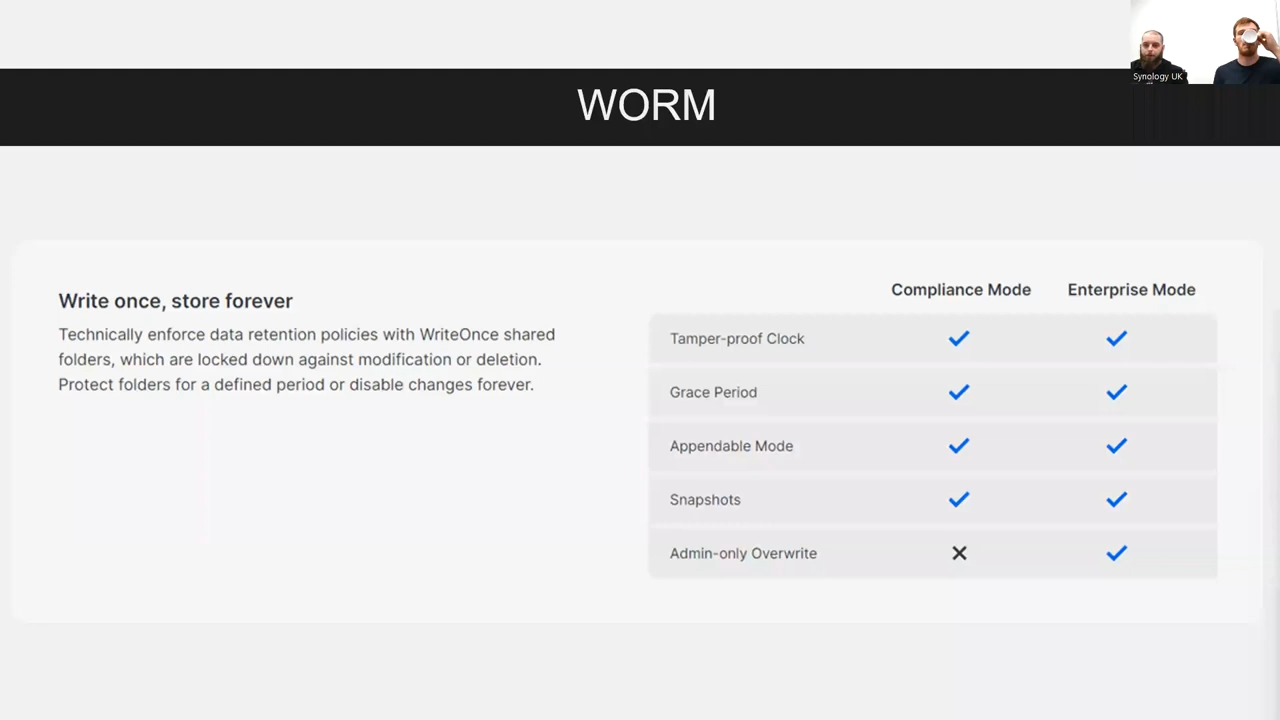 Synology UK
WORM
Write once, store forever
Technically enforce data retention policies with WriteOnce shared
folders, which are locked down against modification or deletion.
Protect folders for a defined period or disable changes forever.
Compliance Mode Enterprise Mode
Tamper-proof Clock
Grace Period
Appendable Mode
Snapshots
Admin-only Overwrite